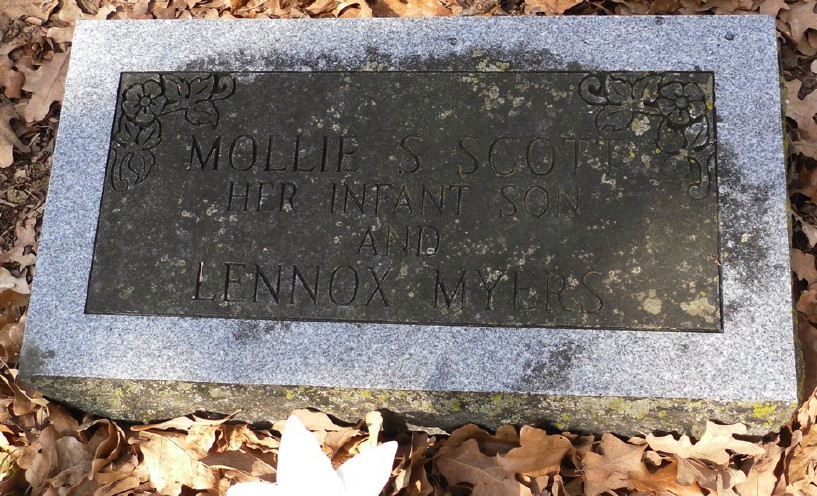 MOLLIE S SCOTT
HER INFANT SON
AND
LENNOX MYERS